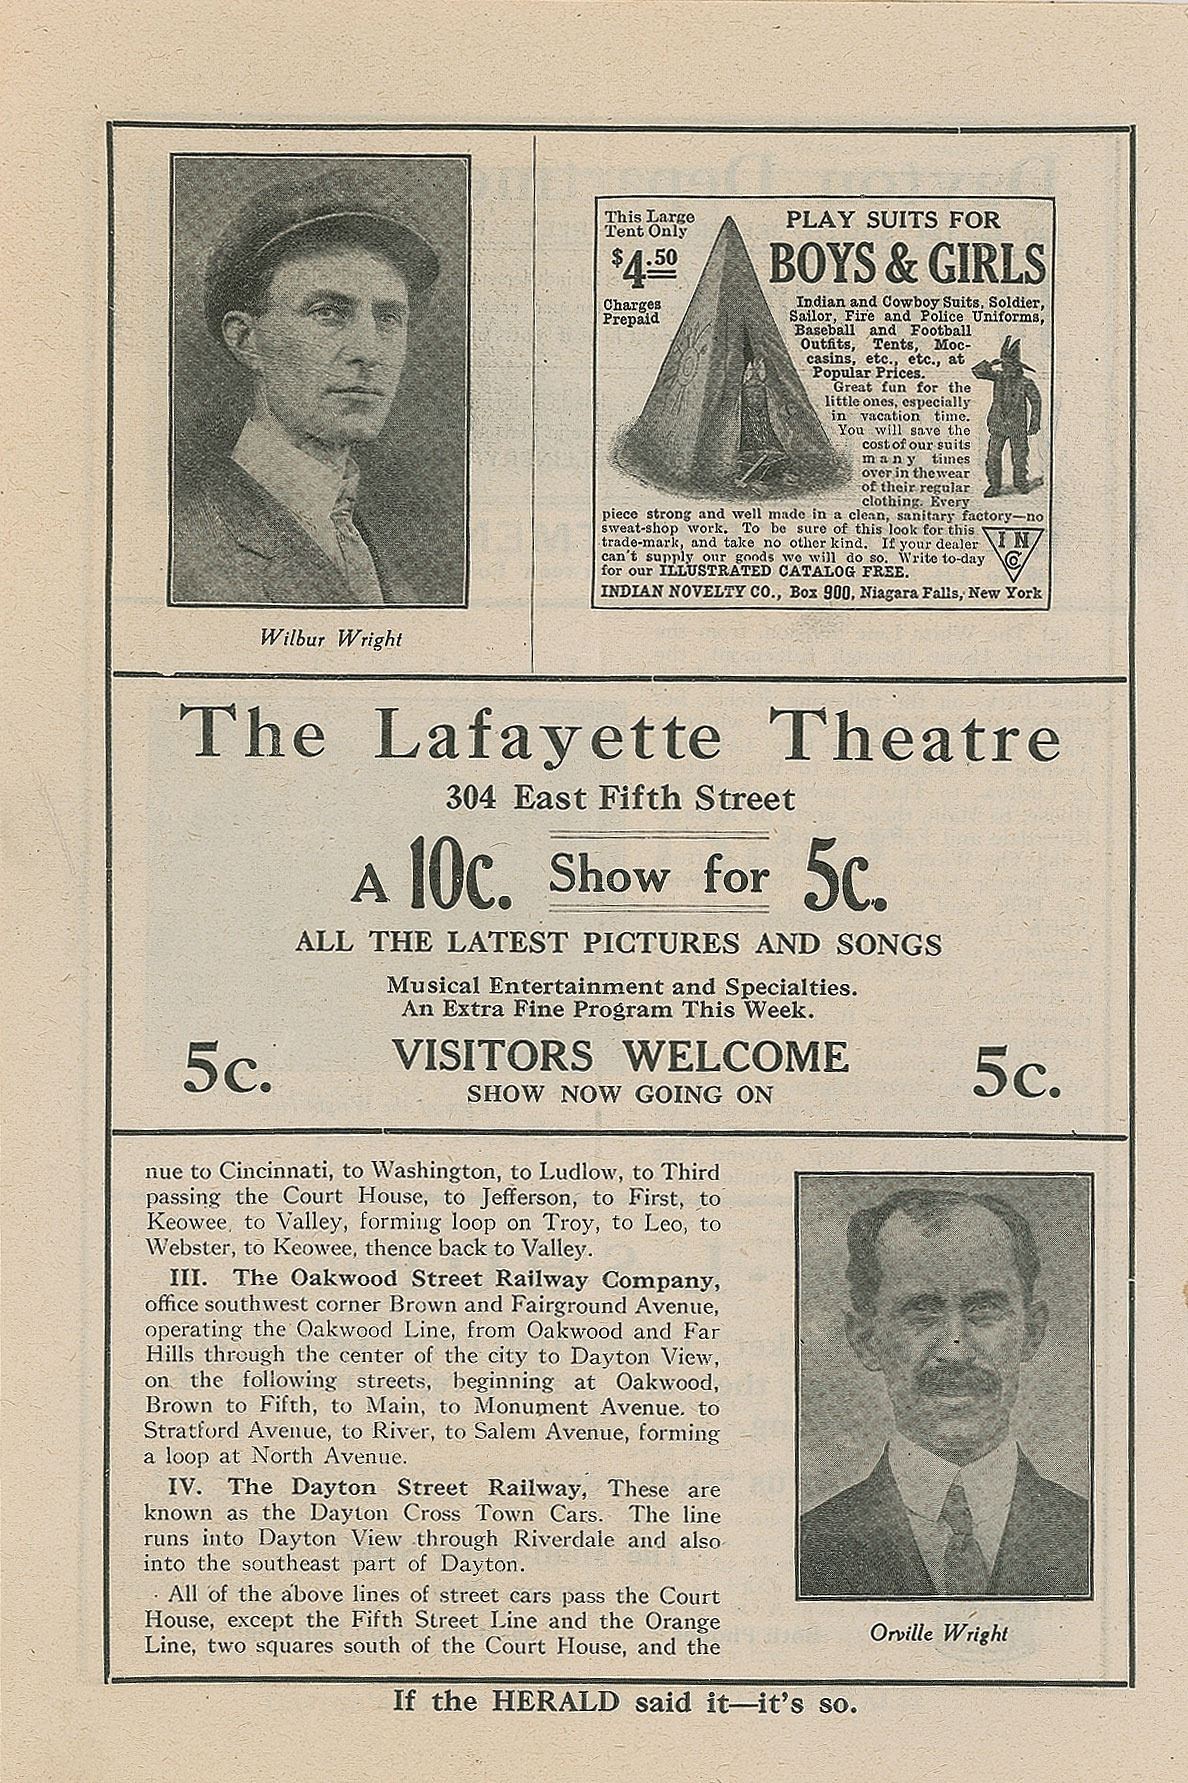 Wilbur Wright
This Large
Tent Only
$4.50
Charges
Prepaid
PLAY SUITS FOR
BOYS & GIRLS
Indian and Cowboy Suits, Soldier,
Sailor, Fire and Police Uniforms,
Baseball and Football
Outfits, Tents, Moc-
casins, etc., etc., at
Popular Prices.
Great fun for the
little ones, especially
in vacation time.
You will save the
cost of our suits
many times
over in the wear
of their regular
clothing. Every
piece strong and well made in a clean, sanitary factory—no
sweat-shop work. To be sure of this look for this
trade-mark, and take no other kind. If your dealer
can't supply our goods we will do so. Write to-day
for our ILLUSTRATED CATALOG FREE.
IN
Co
INDIAN NOVELTY CO., Box 900, Niagara Falls, New York
The Lafayette Theatre
304 East Fifth Street
A 10c. Show for 5c.
ALL THE LATEST PICTURES AND SONGS
Musical Entertainment and Specialties.
An Extra Fine Program This Week.
5c. VISITORS WELCOME 5c.
SHOW NOW GOING ON
nue to Cincinnati, to Washington, to Ludlow, to Third
passing the Court House, to Jefferson, to First, to
Keowee, to Valley, forming loop on Troy, to Leo, to
Webster, to Keowee, thence back to Valley.
III. The Oakwood Street Railway Company,
office southwest corner Brown and Fairground Avenue,
operating the Oakwood Line, from Oakwood and Far
Hills through the center of the city to Dayton View,
on the following streets, beginning at Oakwood,
Brown to Fifth, to Main, to Monument Avenue. to
Stratford Avenue, to River, to Salem Avenue, forming
a loop at North Avenue.
IV. The Dayton Street Railway, These are
known as the Dayton Cross Town Cars. The line
runs into Dayton View through Riverdale and also
into the southeast part of Dayton.
All of the above lines of street cars pass the Court
House, except the Fifth Street Line and the Orange
Line, two squares south of the Court House, and the
Orville Wright
If the HERALD said it—it's so.